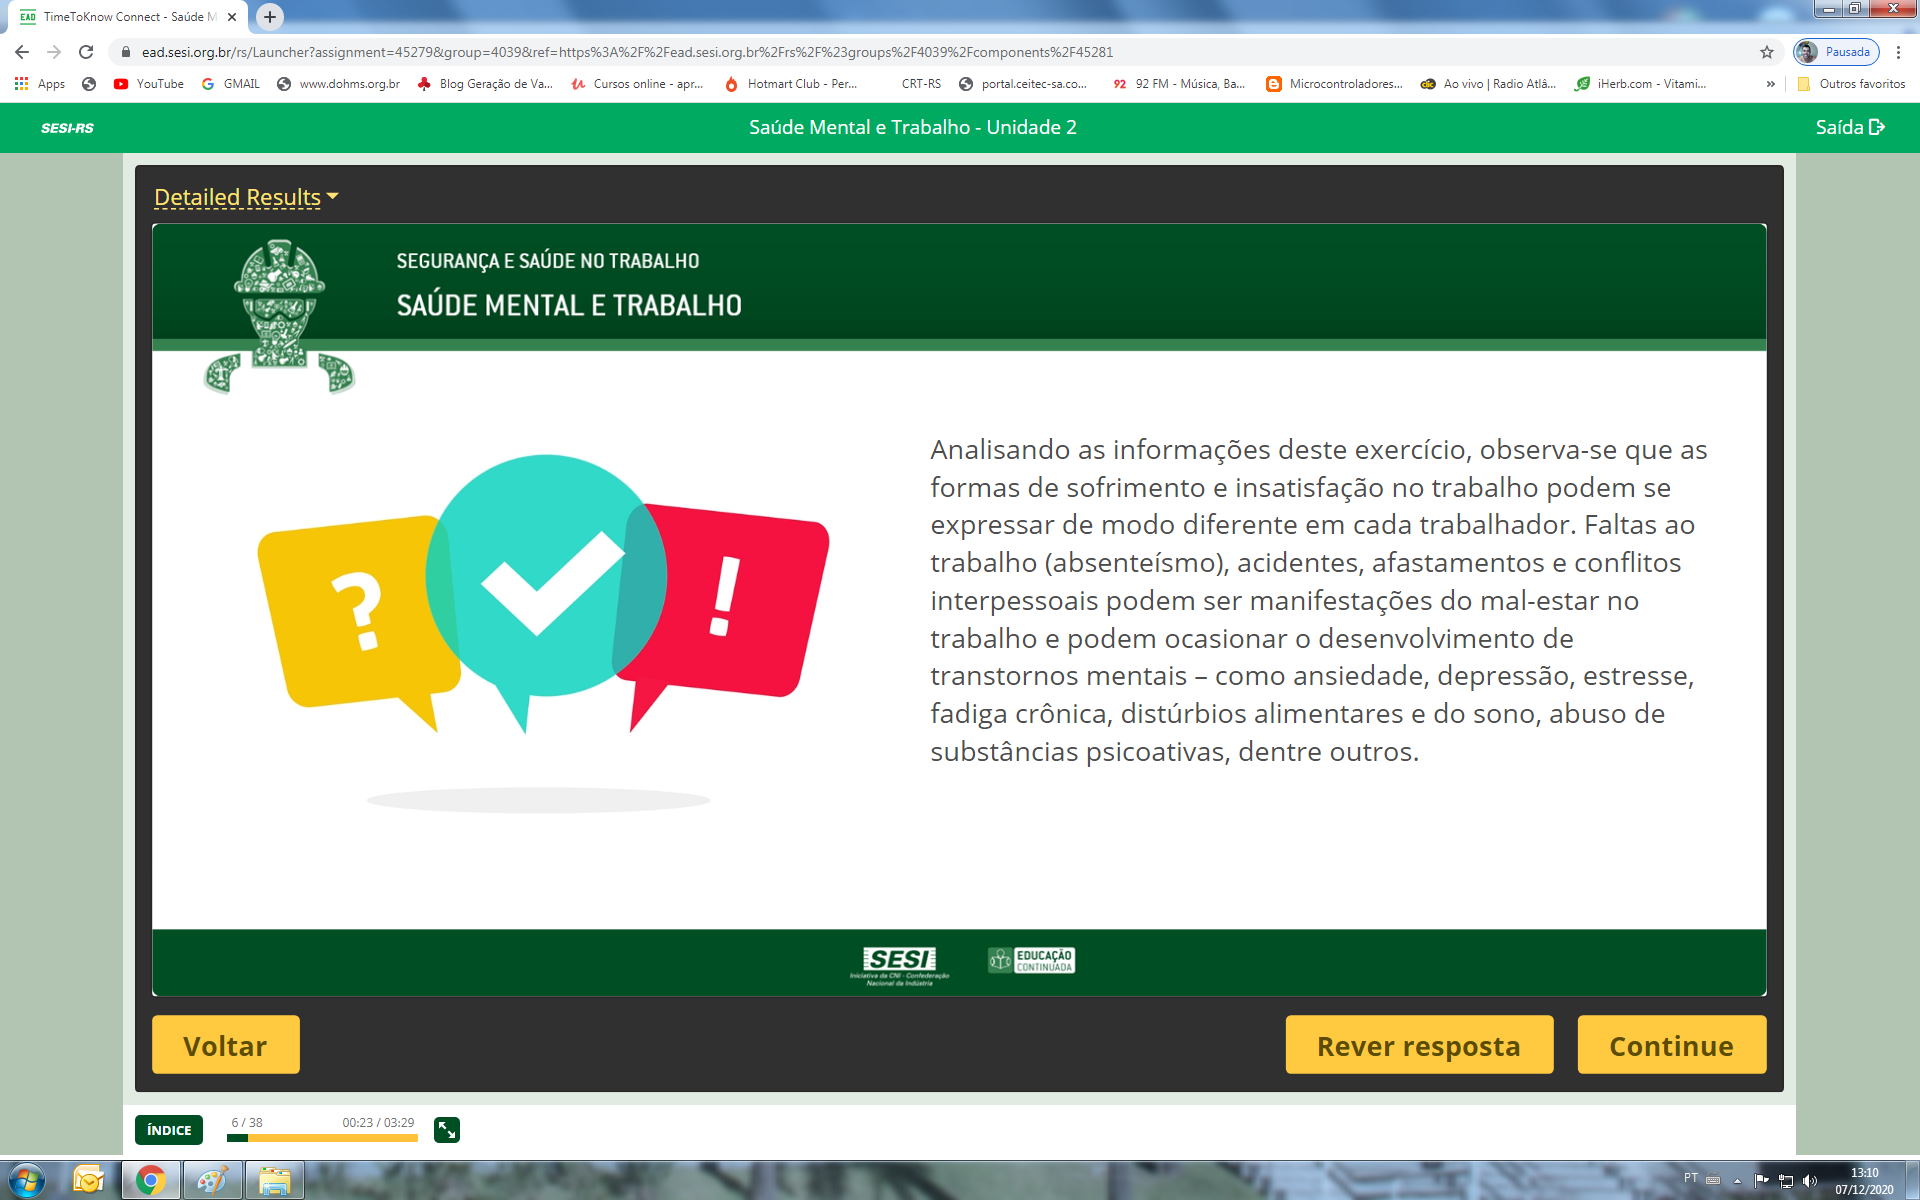 EAD TimeToKnow Connect - Saúde M
ead.sesi.org.br/rs/Launcher?assignment=45279&group=4039&ref=https%3A%2F%2Fead.sesi.org.br%2Frs%2F%23groups%2F4039%2Fcomponents%2F45281
Pausada
Apps
YouTube
GMAIL
www.dohms.org.br
Blog Geração de Va...
Cursos online - apr...
Hotmart Club - Per...
CRT-RS
portal.ceitec-sa.co...
92 92 FM - Música, Ba...
Microcontroladores...
Ao vivo | Radio Atlâ...
iHerb.com - Vitami...
»
Outros favoritos
SESI-RS
Saúde Mental e Trabalho - Unidade 2
Saída
Detailed Results
SEGURANÇA E SAÚDE NO TRABALHO
SAÚDE MENTAL E TRABALHO
?
!
Analisando as informações deste exercício, observa-se que as
formas de sofrimento e insatisfação no trabalho podem se
expressar de modo diferente em cada trabalhador. Faltas ao
trabalho (absenteísmo), acidentes, afastamentos e conflitos
interpessoais podem ser manifestações do mal-estar no
trabalho e podem ocasionar o desenvolvimento de
transtornos mentais – como ansiedade, depressão, estresse,
fadiga crônica, distúrbios alimentares e do sono, abuso de
substâncias psicoativas, dentre outros.
SESI
Iniciativa da CNI - Confederação
Nacional da Indústria
EDUCAÇÃO
CONTINUADA
Voltar
Rever resposta
Continue
ÍNDICE
6 / 38
00:23 / 03:29
PT
13:10
07/12/2020